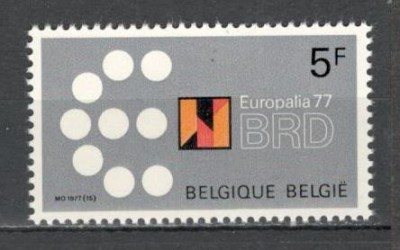 5F
Europalia 77
BRD
MO 1977 (15)
BELGIQUE BELGIË